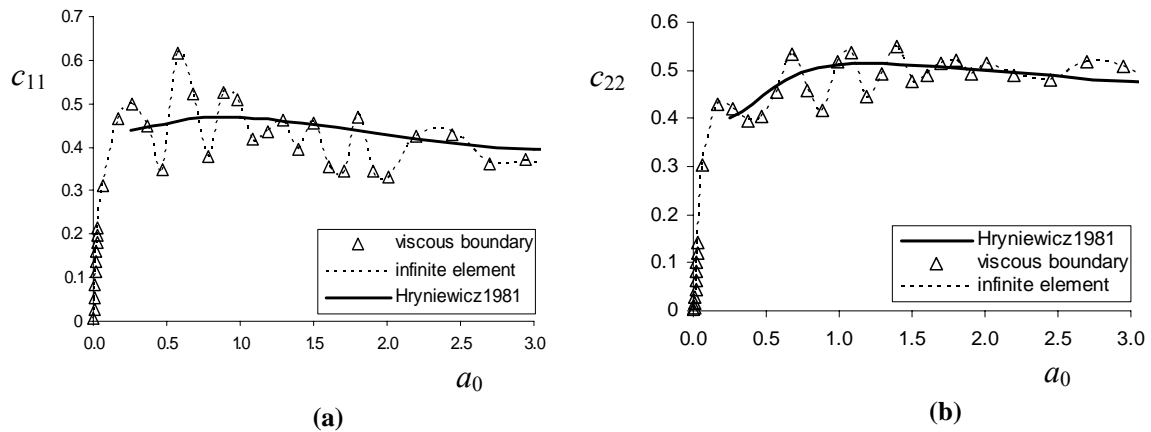 0.7
0.6
c11
0.5
0.4
0.3
0.2
0.1
0
viscous boundary
infinite element
Hryniewicz1981
0.0 0.5 1.0 1.5 2.0 2.5 3.0
a0
(a)
0.6
c22
0.5
0.4
0.3
0.2
0.1
0
Hryniewicz1981
viscous boundary
infinite element
0.0 0.5 1.0 1.5 2.0 2.5 3.0
a0
(b)